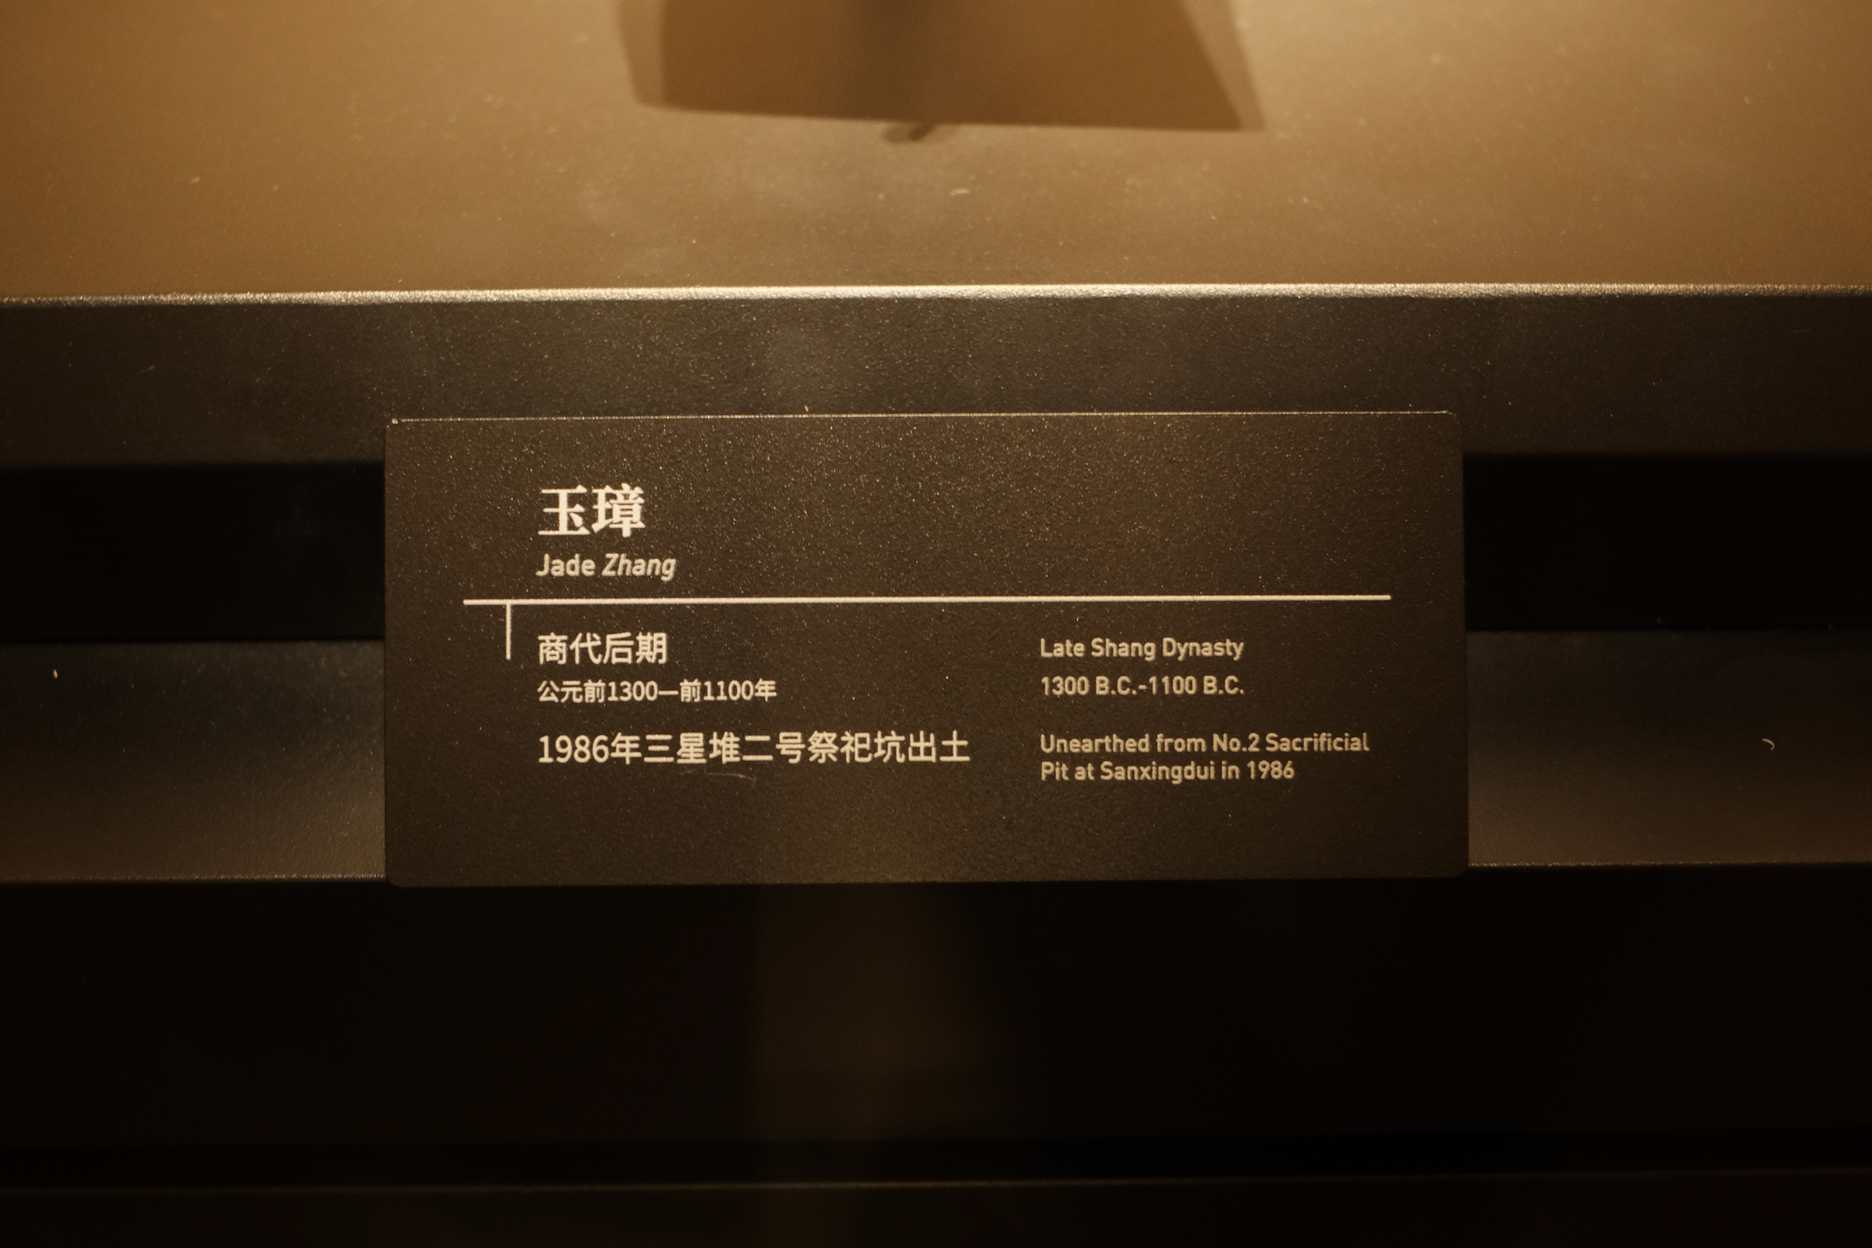 玉璋
Jade Zhang
商代后期
公元前1300—前1100年
1986年三星堆二号祭祀坑出土
Late Shang Dynasty
1300 B.C.-1100 B.C.
Unearthed from No.2 Sacrificial
Pit at Sanxingdui in 1986